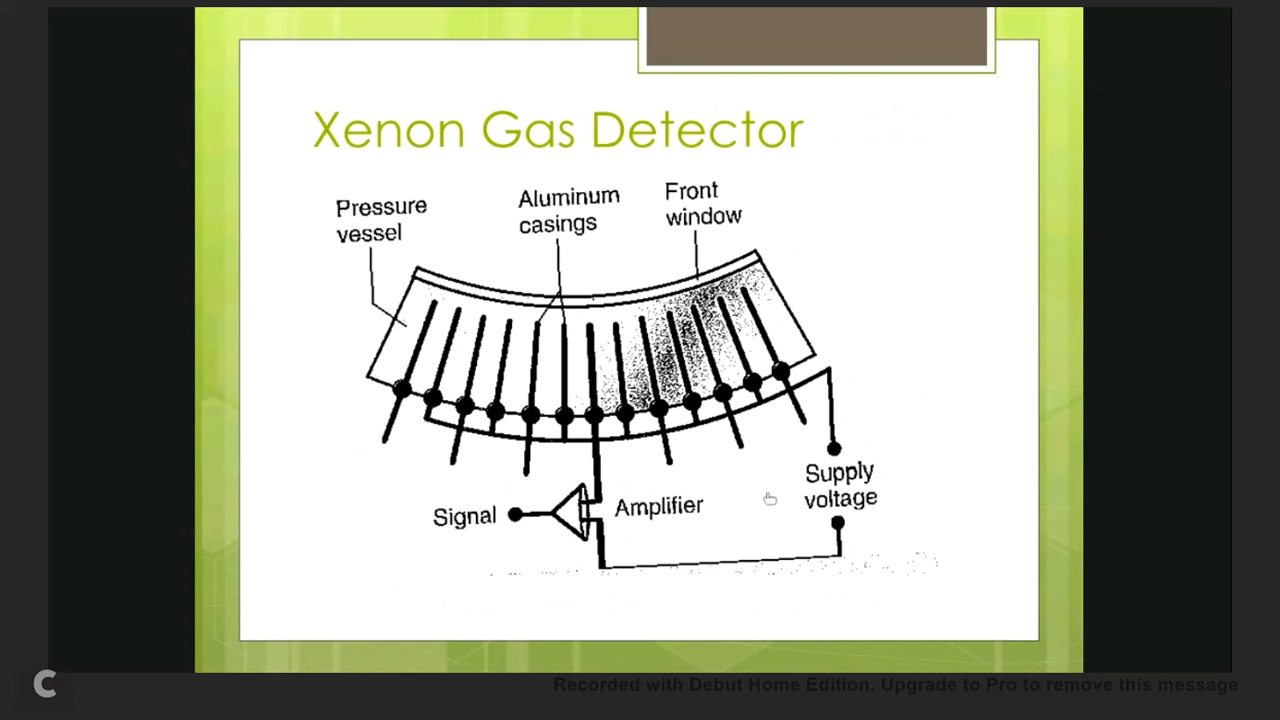 Xenon Gas Detector
Pressure
vessel
Aluminum
casings
Front
window
Supply
voltage
Amplifier
Signal
C
Recorded with Debut Home Edition. Upgrade to Pro to remove this message